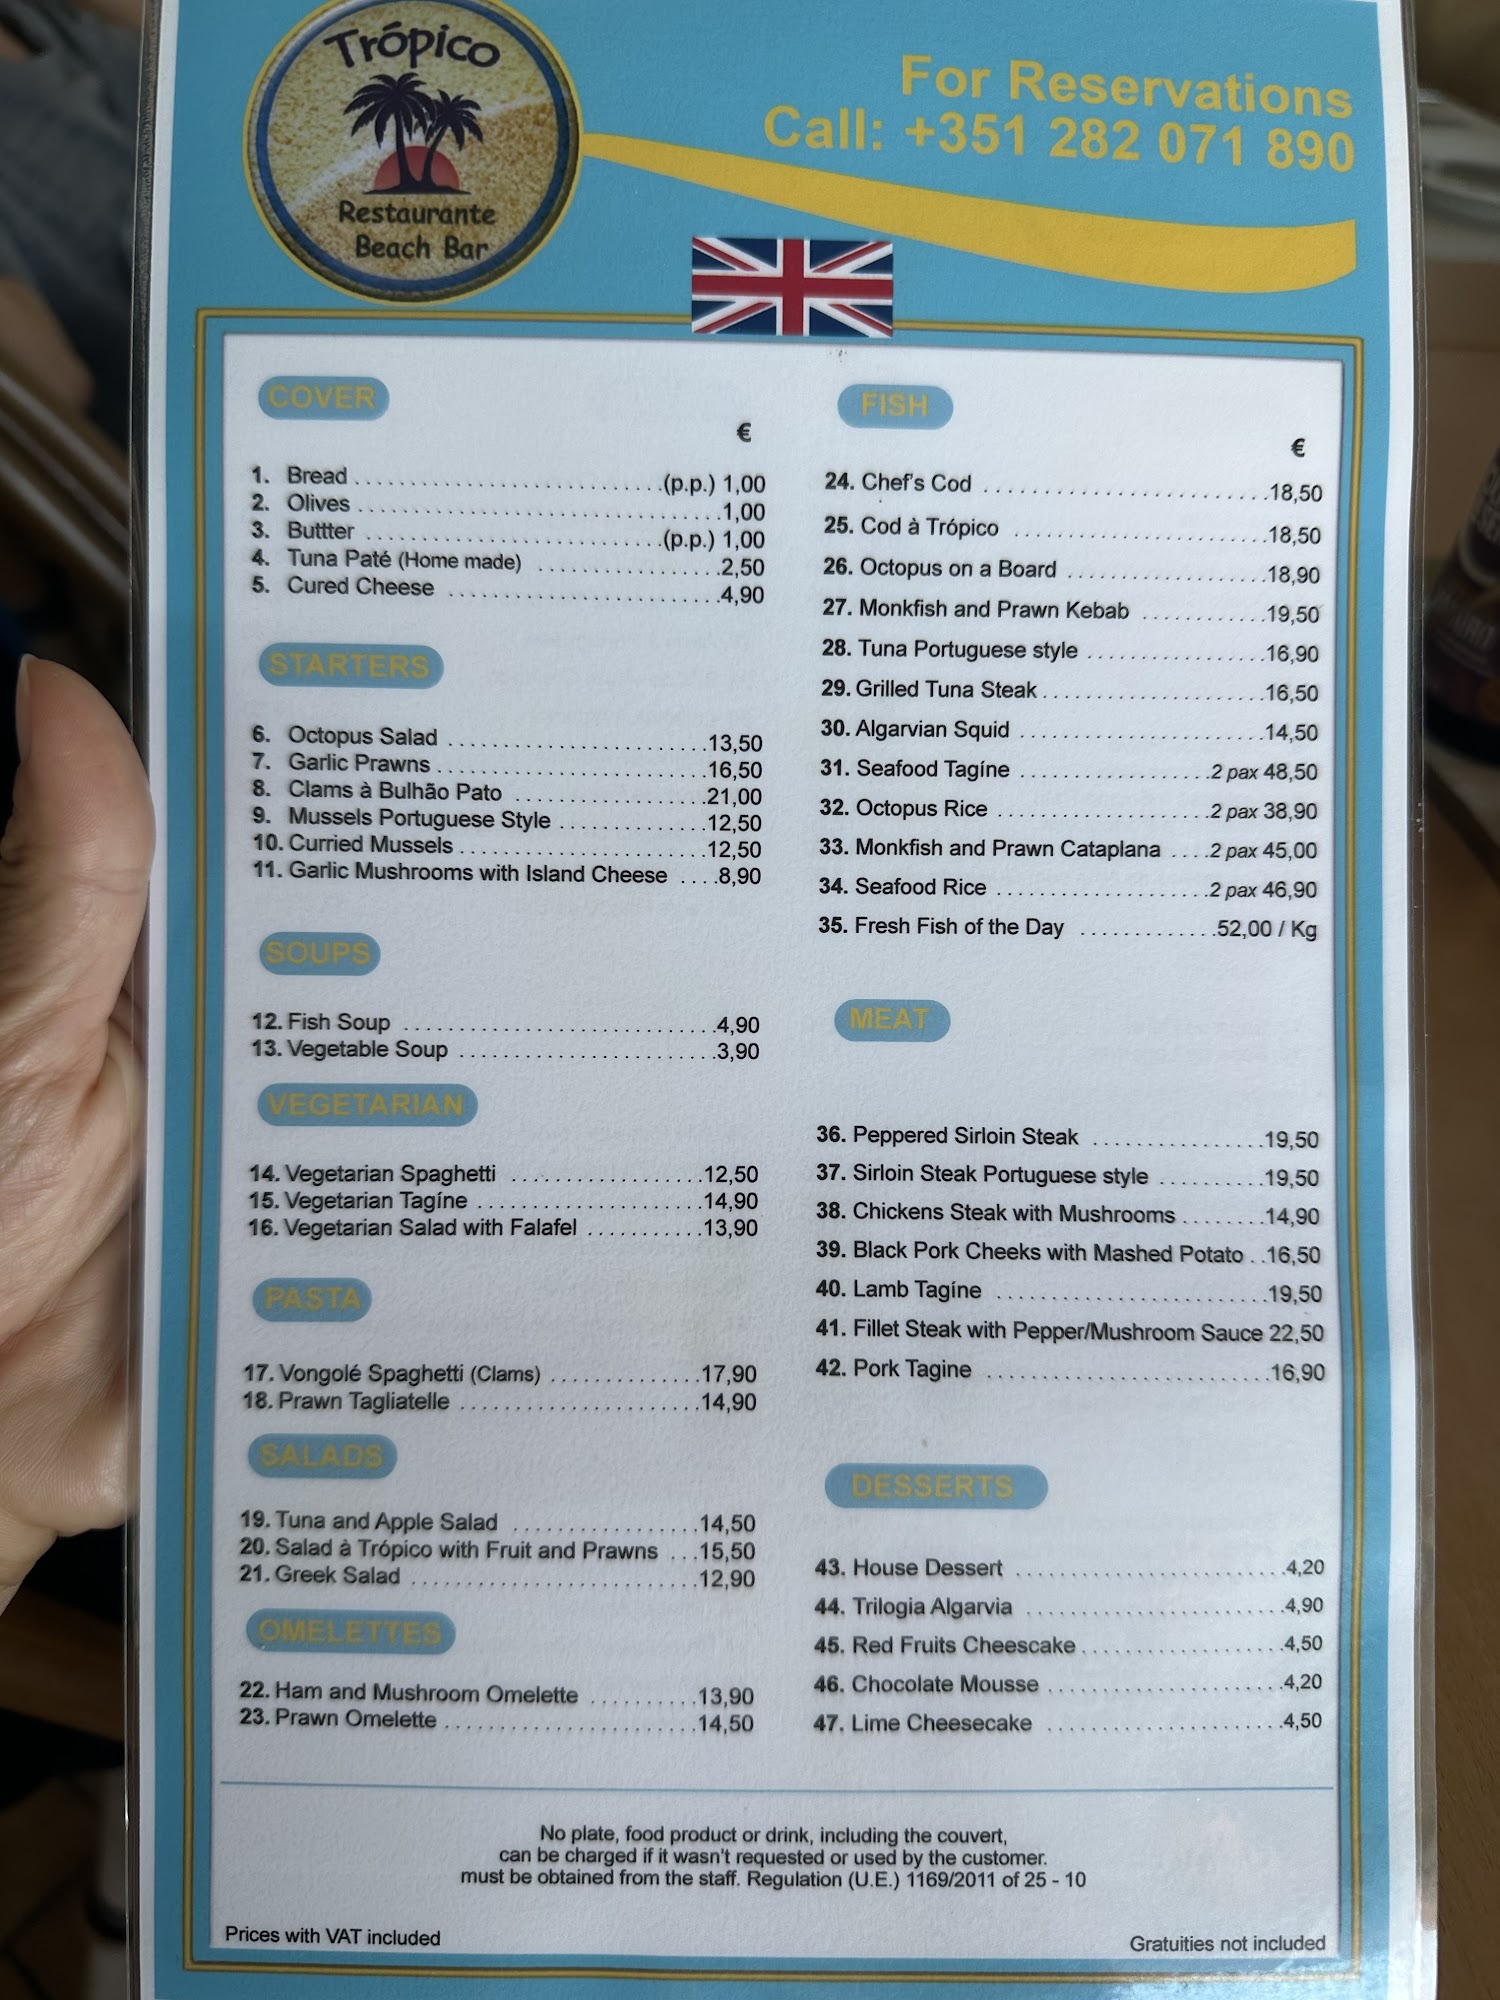 Trópico
Restaurante
Beach Bar
For Reservations
Call: +351 282 071 890
COVER
€
1. Bread (p.p.) 1,00
2. Olives 1,00
3. Buttter (p.p.) 1,00
4. Tuna Paté (Home made) 2,50
5. Cured Cheese 4,90
STARTERS
6. Octopus Salad 13,50
7. Garlic Prawns 16,50
8. Clams à Bulhão Pato 21,00
9. Mussels Portuguese Style 12,50
10. Curried Mussels 12,50
11. Garlic Mushrooms with Island Cheese 8,90
SOUPS
12. Fish Soup 4,90
13. Vegetable Soup 3,90
VEGETARIAN
14. Vegetarian Spaghetti 12,50
15. Vegetarian Tagíne 14,90
16. Vegetarian Salad with Falafel 13,90
PASTA
17. Vongolé Spaghetti (Clams) 17,90
18. Prawn Tagliatelle 14,90
SALADS
19. Tuna and Apple Salad 14,50
20. Salad à Trópico with Fruit and Prawns 15,50
21. Greek Salad 12,90
OMELETTES
22. Ham and Mushroom Omelette 13,90
23. Prawn Omelette 14,50
FISH
€
24. Chef's Cod 18,50
25. Cod à Trópico 18,50
26. Octopus on a Board 18,90
27. Monkfish and Prawn Kebab 19,50
28. Tuna Portuguese style 16,90
29. Grilled Tuna Steak 16,50
30. Algarvian Squid 14,50
31. Seafood Tagíne 2 pax 48,50
32. Octopus Rice 2 pax 38,90
33. Monkfish and Prawn Cataplana 2 pax 45,00
34. Seafood Rice 2 pax 46,90
35. Fresh Fish of the Day 52,00 / Kg
MEAT
36. Peppered Sirloin Steak 19,50
37. Sirloin Steak Portuguese style 19,50
38. Chickens Steak with Mushrooms 14,90
39. Black Pork Cheeks with Mashed Potato 16,50
40. Lamb Tagíne 19,50
41. Fillet Steak with Pepper/Mushroom Sauce 22,50
42. Pork Tagine 16,90
DESSERTS
43. House Dessert 4,20
44. Trilogia Algarvia 4,90
45. Red Fruits Cheescake 4,50
46. Chocolate Mousse 4,20
47. Lime Cheesecake 4,50
No plate, food product or drink, including the couvert,
can be charged if it wasn't requested or used by the customer.
must be obtained from the staff. Regulation (U.E.) 1169/2011 of 25 - 10
Prices with VAT included
Gratuities not included